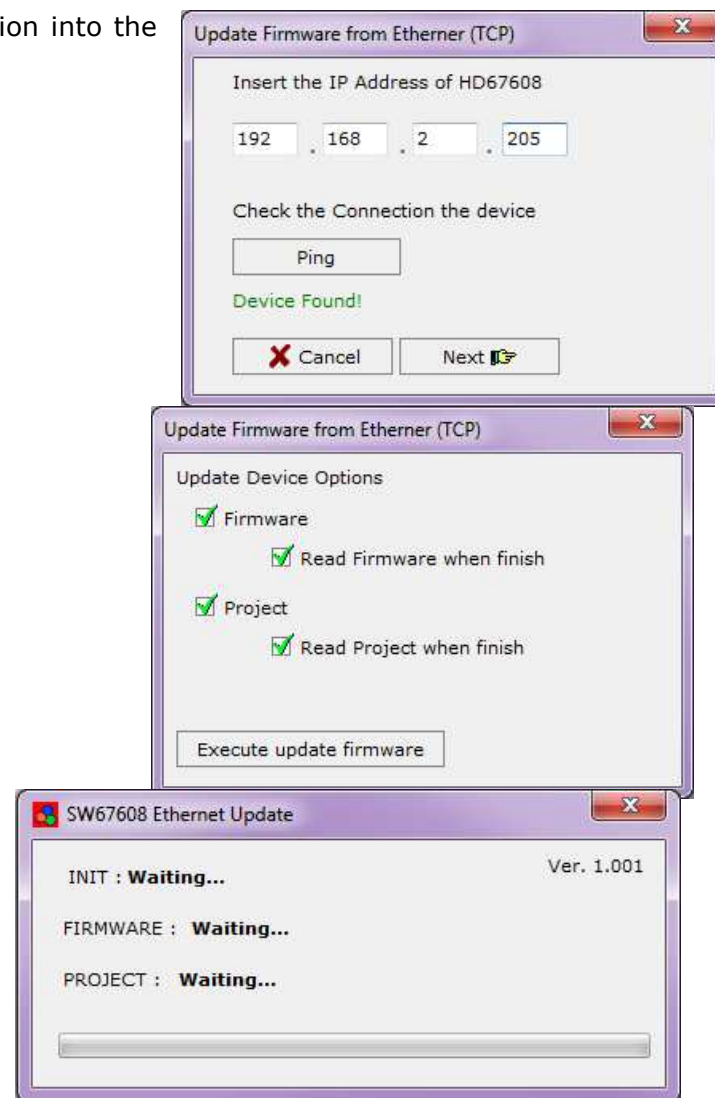 ion into the
Update Firmware from Etherner (TCP)
Insert the IP Address of HD67608
192 . 168 . 2 . 205
Check the Connection the device
Ping
Device Found!
Cancel Next
Update Firmware from Etherner (TCP)
Update Device Options
Firmware
Read Firmware when finish
Project
Read Project when finish
Execute update firmware
SW67608 Ethernet Update
Ver. 1.001
INIT : Waiting...
FIRMWARE : Waiting...
PROJECT : Waiting...